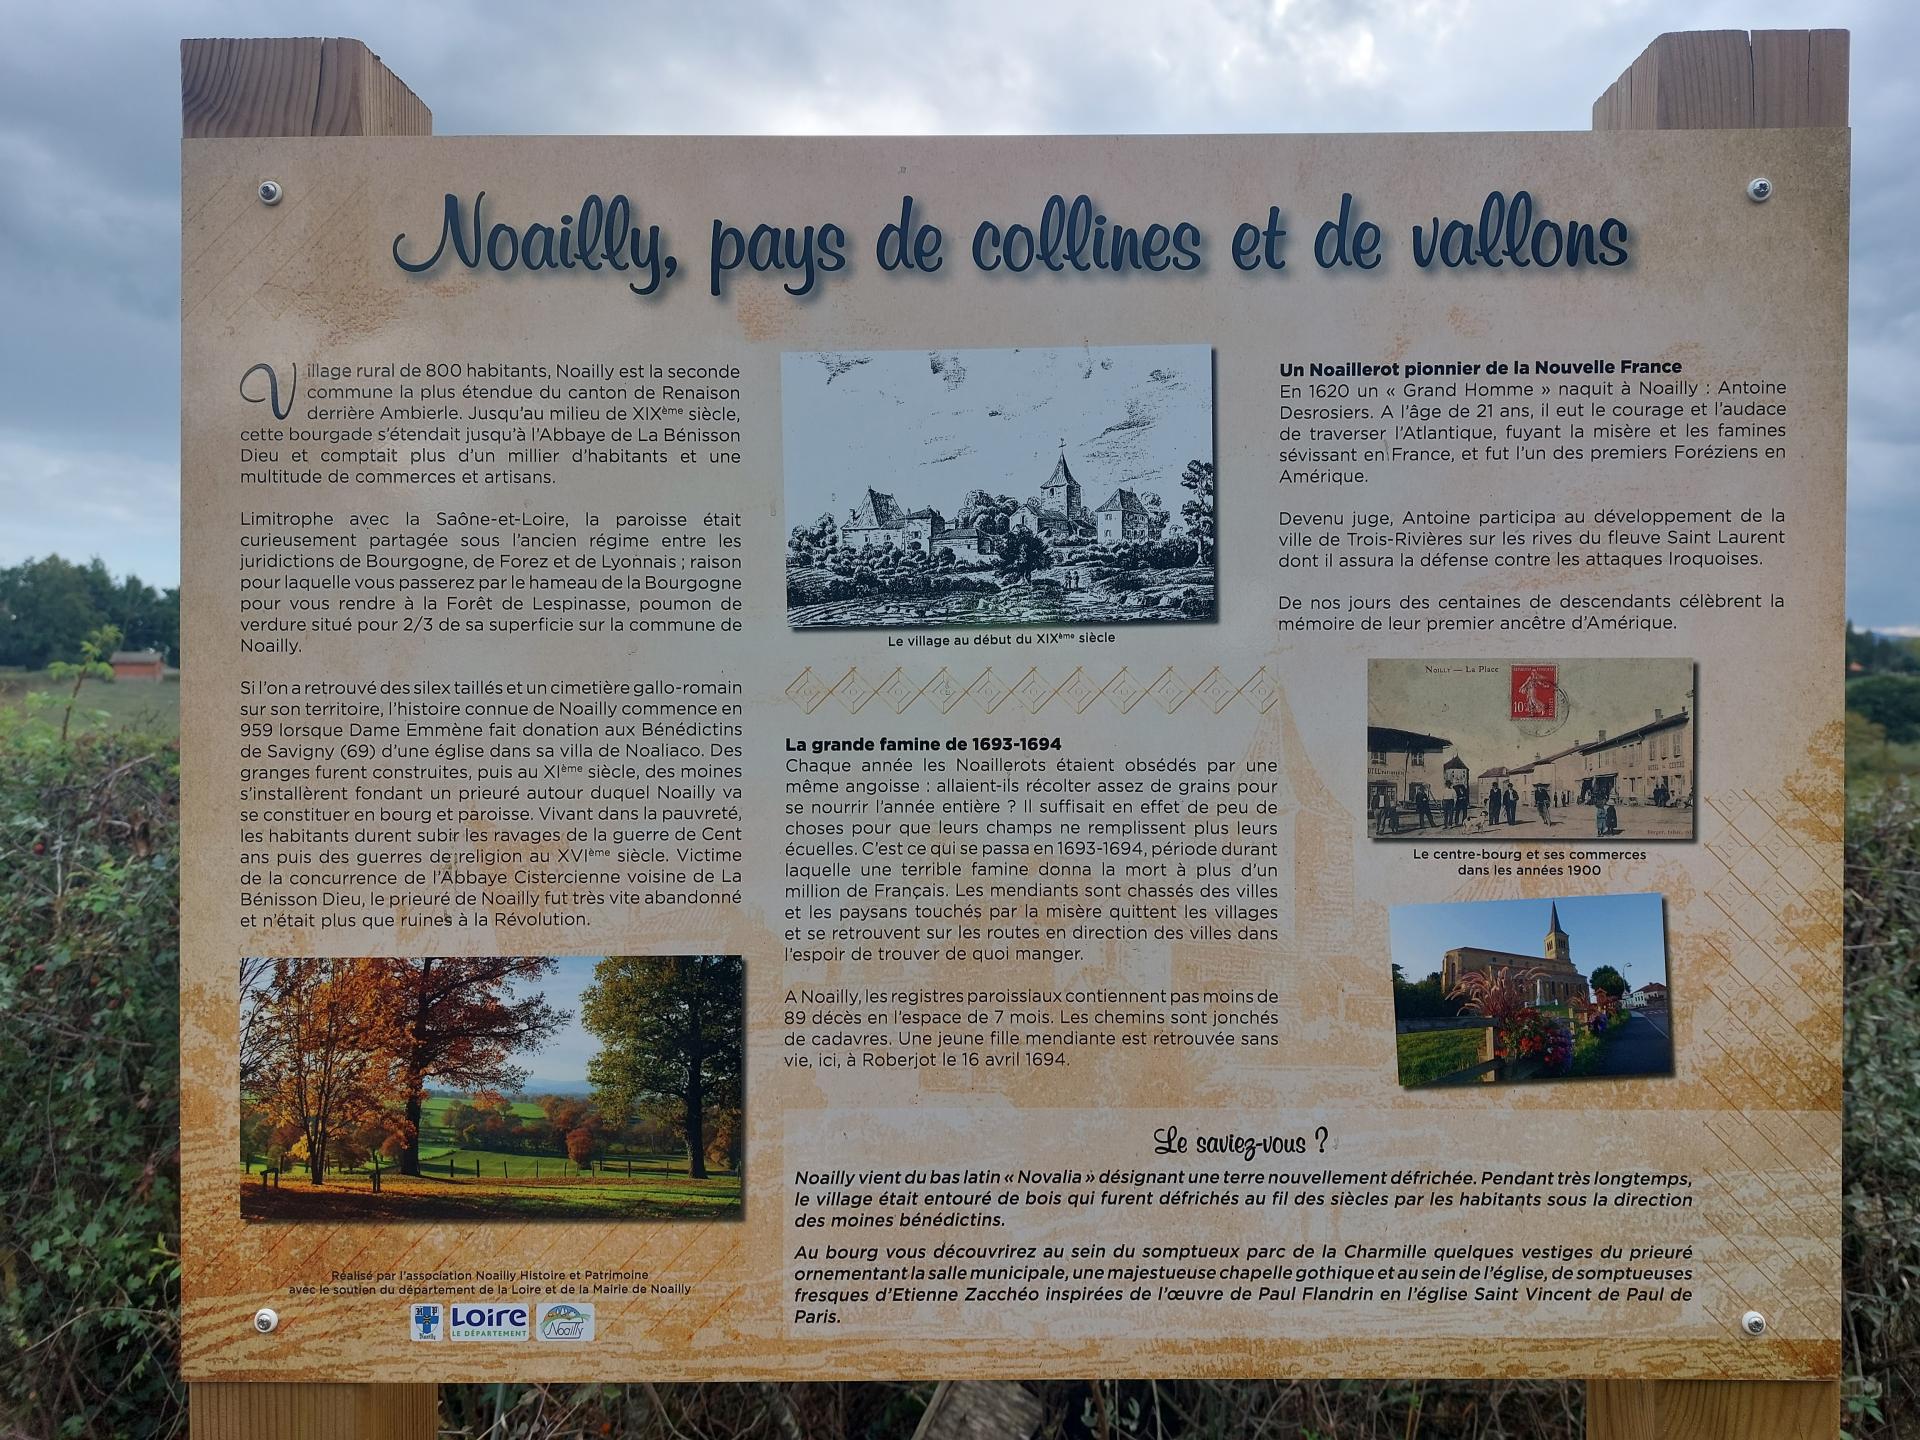 Noailly, pays de collines et de vallons
Village rural de 800 habitants, Noailly est la seconde
commune la plus étendue du canton de Renaison
derrière Ambierle. Jusqu'au milieu de XIXème siècle,
cette bourgade s'étendait jusqu'à l'Abbaye de La Bénisson
Dieu et comptait plus d'un millier d'habitants et une
multitude de commerces et artisans.
Limitrophe avec la Saône-et-Loire, la paroisse était
curieusement partagée sous l'ancien régime entre les
juridictions de Bourgogne, de Forez et de Lyonnais ; raison
pour laquelle vous passerez par le hameau de la Bourgogne
pour vous rendre à la Forêt de Lespinasse, poumon de
verdure situé pour 2/3 de sa superficie sur la commune de
Noailly.
Si l'on a retrouvé des silex taillés et un cimetière gallo-romain
sur son territoire, l'histoire connue de Noailly commence en
959 lorsque Dame Emmène fait donation aux Bénédictins
de Savigny (69) d'une église dans sa villa de Noaliaco. Des
granges furent construites, puis au XIème siècle, des moines
s'installèrent fondant un prieuré autour duquel Noailly va
se constituer en bourg et paroisse. Vivant dans la pauvreté,
les habitants durent subir les ravages de la guerre de Cent
ans puis des guerres de religion au XVIème siècle. Victime
de la concurrence de l'Abbaye Cistercienne voisine de La
Bénisson Dieu, le prieuré de Noailly fut très vite abandonné
et n'était plus que ruines à la Révolution.
Réalisé par l'association Noailly Histoire et Patrimoine
avec le soutien du département de la Loire et de la Mairie de Noailly
Noailly
Loire
LE DÉPARTEMENT
Noailly
Le village au début du XIXème siècle
La grande famine de 1693-1694
Chaque année les Noaillerots étaient obsédés par une
même angoisse : allaient-ils récolter assez de grains pour
se nourrir l'année entière ? Il suffisait en effet de peu de
choses pour que leurs champs ne remplissent plus leurs
écuelles. C'est ce qui se passa en 1693-1694, période durant
laquelle une terrible famine donna la mort à plus d'un
million de Français. Les mendiants sont chassés des villes
et les paysans touchés par la misère quittent les villages
et se retrouvent sur les routes en direction des villes dans
l'espoir de trouver de quoi manger.
A Noailly, les registres paroissiaux contiennent pas moins de
89 décès en l'espace de 7 mois. Les chemins sont jonchés
de cadavres. Une jeune fille mendiante est retrouvée sans
vie, ici, à Roberjot le 16 avril 1694.
Un Noaillerot pionnier de la Nouvelle France
En 1620 un « Grand Homme » naquit à Noailly : Antoine
Desrosiers. A l'âge de 21 ans, il eut le courage et l'audace
de traverser l'Atlantique, fuyant la misère et les famines
sévissant en France, et fut l'un des premiers Foréziens en
Amérique.
Devenu juge, Antoine participa au développement de la
ville de Trois-Rivières sur les rives du fleuve Saint Laurent
dont il assura la défense contre les attaques Iroquoises.
De nos jours des centaines de descendants célèbrent la
mémoire de leur premier ancêtre d'Amérique.
NOILLY — La Place
10
Le centre-bourg et ses commerces
dans les années 1900
Le saviez-vous ?
Noailly vient du bas latin « Novalia » désignant une terre nouvellement défrichée. Pendant très longtemps,
le village était entouré de bois qui furent défrichés au fil des siècles par les habitants sous la direction
des moines bénédictins.
Au bourg vous découvrirez au sein du somptueux parc de la Charmille quelques vestiges du prieuré
ornementant la salle municipale, une majestueuse chapelle gothique et au sein de l'église, de somptueuses
fresques d'Etienne Zacchéo inspirées de l'œuvre de Paul Flandrin en l'église Saint Vincent de Paul de
Paris.